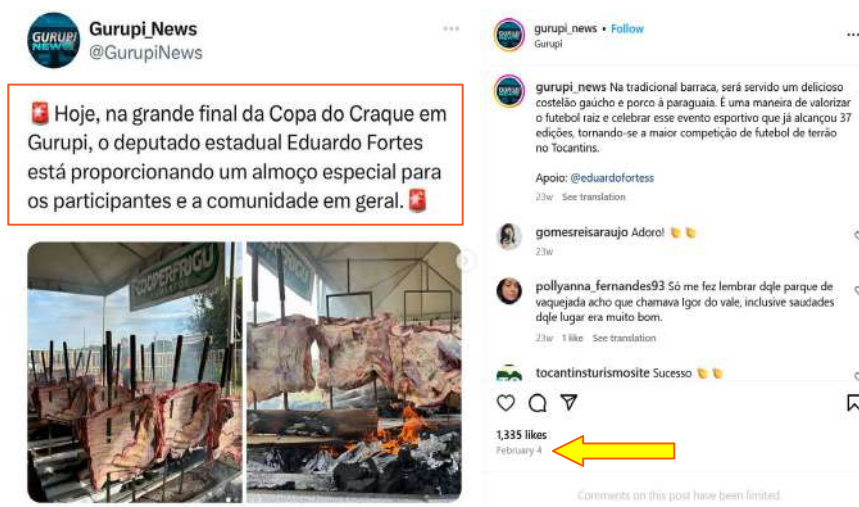 GURUPI
NEWS
Gurupi_News
@GurupiNews
🚨 Hoje, na grande final da Copa do Craque em
Gurupi, o deputado estadual Eduardo Fortes
está proporcionando um almoço especial para
os participantes e a comunidade em geral. 🚨
COOPERFRIGU
gurupi_news • Follow
Gurupi
gurupi_news Na tradicional barraca, será servido um delicioso
costelão gaúcho e porco à paraguaia. É uma maneira de valorizar
o futebol raiz e celebrar esse evento esportivo que já alcançou 37
edições, tornando-se a maior competição de futebol de terrão
no Tocantins.
Apoio: @eduardofortess
23w See translation
gomesreisaraujo Adoro! 👏 👏
23w
pollyanna_fernandes93 Só me fez lembrar dqle parque de
vaquejada acho que chamava Igor do vale, inclusive saudades
dqle lugar era muito bom.
23w 1 like See translation
tocantinsturismosite Sucesso 👏 👏
1,335 likes
February 4
Comments on this post have been limited.